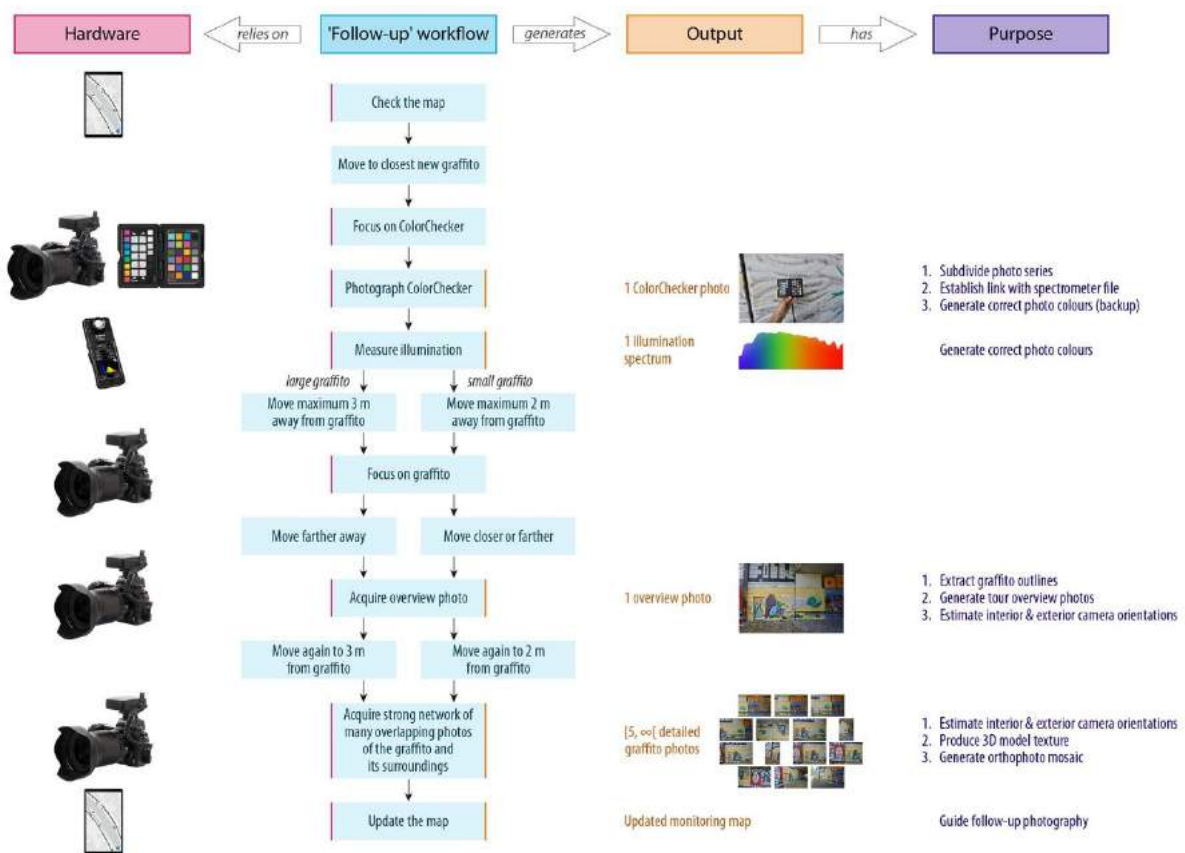 Hardware
relies on
'Follow-up' workflow
generates
Output
has
Purpose
Check the map
Move to closest new graffito
Focus on ColorChecker
Photograph ColorChecker
1 ColorChecker photo
1. Subdivide photo series
2. Establish link with spectrometer file
3. Generate correct photo colours (backup)
Measure illumination
1 illumination
spectrum
Generate correct photo colours
large graffito
small graffito
Move maximum 3 m
away from graffito
Move maximum 2 m
away from graffito
Focus on graffito
Move farther away
Move closer or farther
Acquire overview photo
1 overview photo
1. Extract graffito outlines
2. Generate tour overview photos
3. Estimate interior & exterior camera orientations
Move again to 3 m
from graffito
Move again to 2 m
from graffito
Acquire strong network of
many overlapping photos
of the graffito and
its surroundings
[5, ∞[ detailed
graffito photos
1. Estimate interior & exterior camera orientations
2. Produce 3D model texture
3. Generate orthophoto mosaic
Update the map
Updated monitoring map
Guide follow-up photography